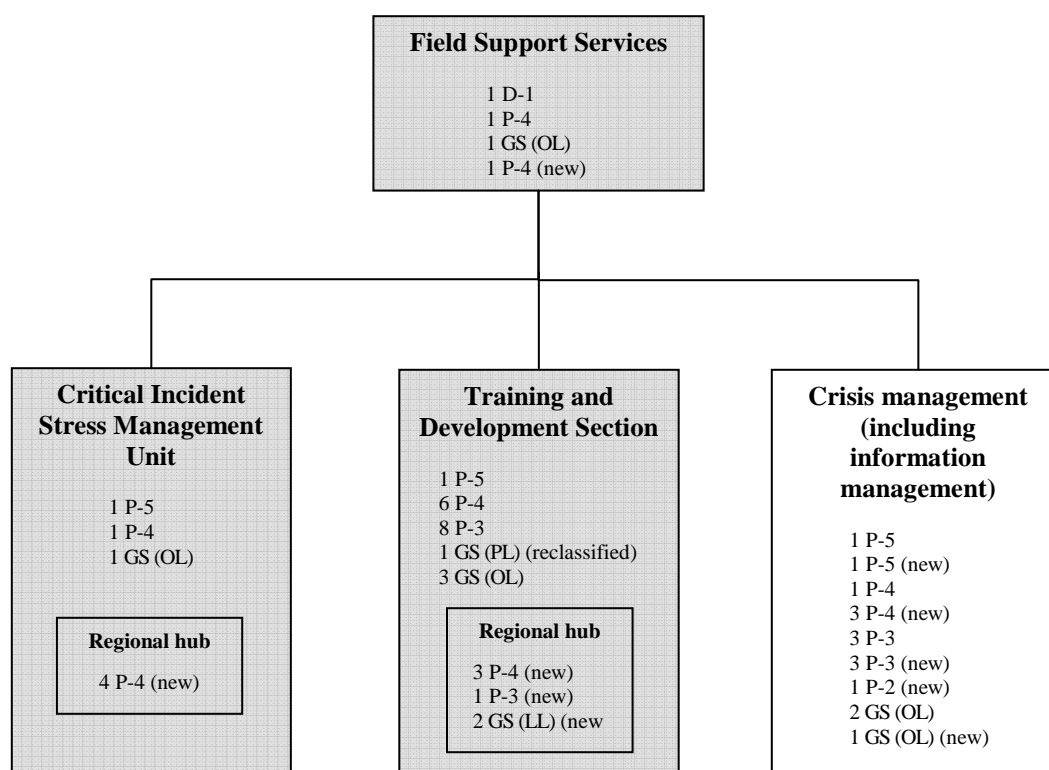 Field Support Services
1 D-1
1 P-4
1 GS (OL)
1 P-4 (new)
Critical Incident
Stress Management
Unit
1 P-5
1 P-4
1 GS (OL)
Regional hub
4 P-4 (new)
Training and
Development Section
1 P-5
6 P-4
8 P-3
1 GS (PL) (reclassified)
3 GS (OL)
Regional hub
3 P-4 (new)
1 P-3 (new)
2 GS (LL) (new
Crisis management
(including
information
management)
1 P-5
1 P-5 (new)
1 P-4
3 P-4 (new)
3 P-3
3 P-3 (new)
1 P-2 (new)
2 GS (OL)
1 GS (OL) (new)